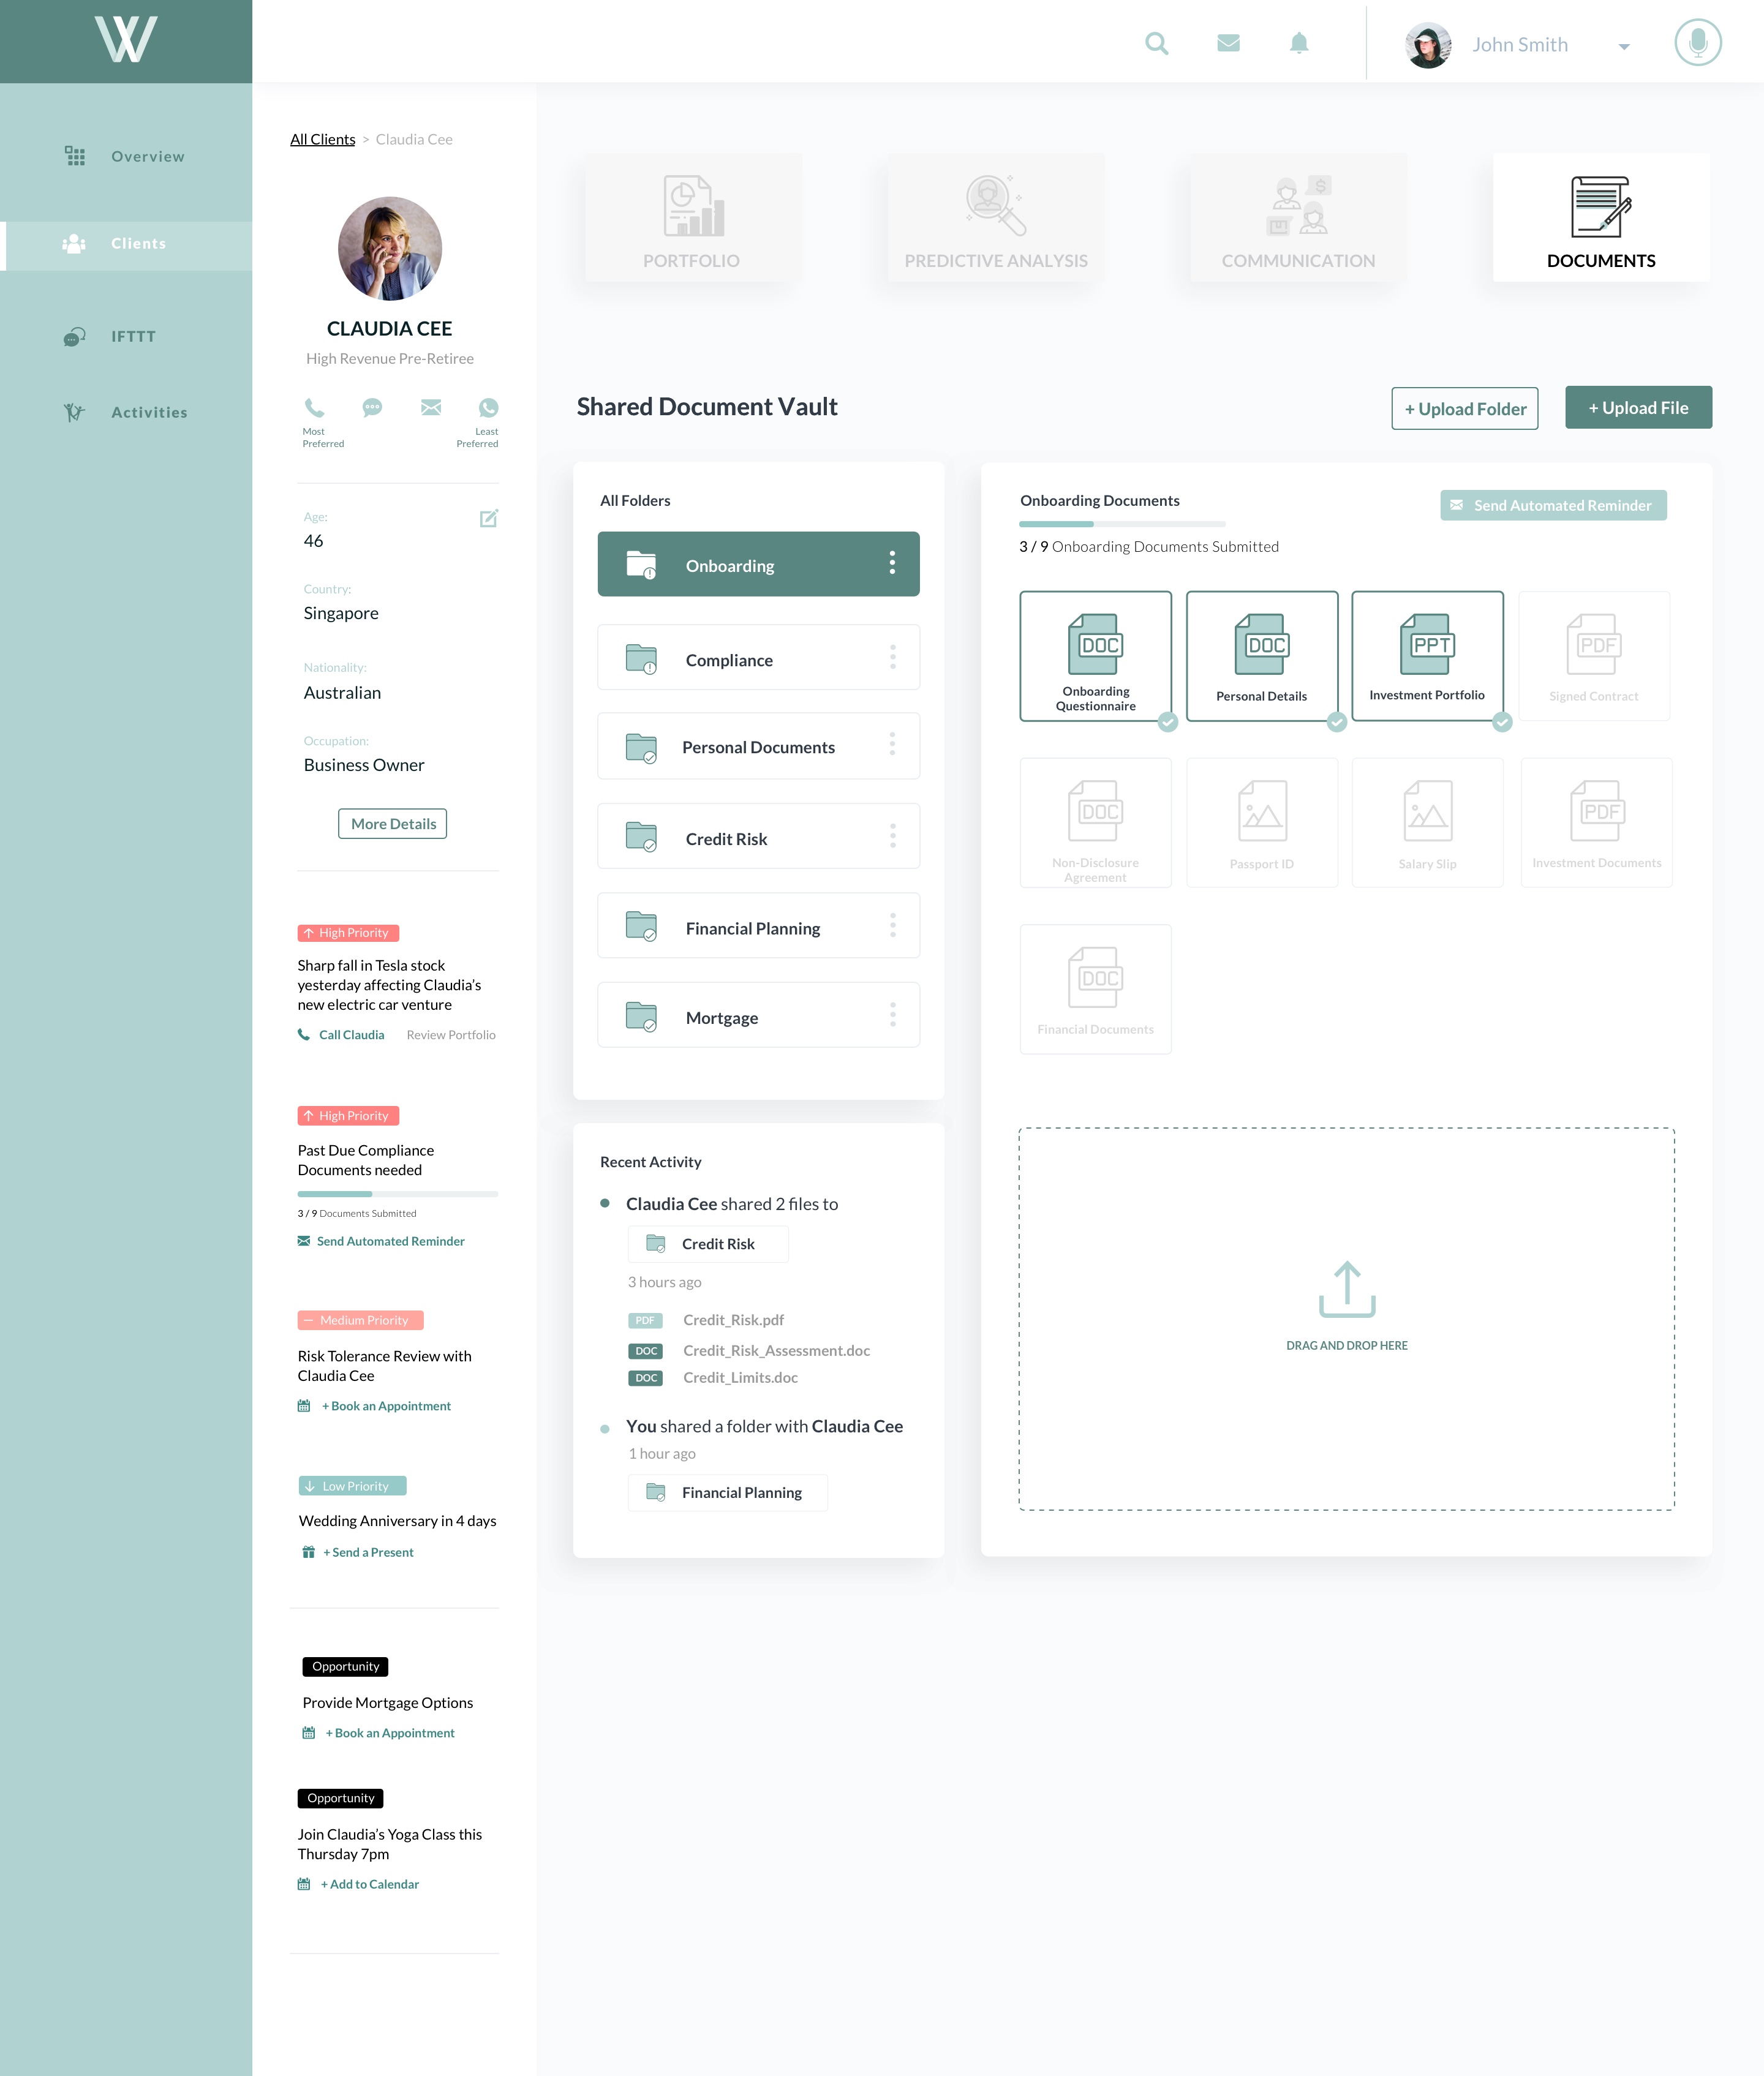 W
John Smith
Overview
Clients
IFTTT
Activities
All Clients > Claudia Cee
CLAUDIA CEE
High Revenue Pre-Retiree
Most
Preferred
Least
Preferred
Age:
46
Country:
Singapore
Nationality:
Australian
Occupation:
Business Owner
More Details
High Priority
Sharp fall in Tesla stock
yesterday affecting Claudia's
new electric car venture
Call Claudia
Review Portfolio
High Priority
Past Due Compliance
Documents needed
3 / 9 Documents Submitted
Send Automated Reminder
Medium Priority
Risk Tolerance Review with
Claudia Cee
+ Book an Appointment
Low Priority
Wedding Anniversary in 4 days
+ Send a Present
Opportunity
Provide Mortgage Options
+ Book an Appointment
Opportunity
Join Claudia's Yoga Class this
Thursday 7pm
+ Add to Calendar
PORTFOLIO
PREDICTIVE ANALYSIS
$
COMMUNICATION
DOCUMENTS
Shared Document Vault
+ Upload Folder
+ Upload File
All Folders
Onboarding
Compliance
Personal Documents
Credit Risk
Financial Planning
Mortgage
Recent Activity
Claudia Cee shared 2 files to
Credit Risk
3 hours ago
PDF Credit_Risk.pdf
DOC Credit_Risk_Assessment.doc
DOC Credit_Limits.doc
You shared a folder with Claudia Cee
1 hour ago
Financial Planning
Onboarding Documents
Send Automated Reminder
3 / 9 Onboarding Documents Submitted
DOC
Onboarding
Questionnaire
DOC
Personal Details
PPT
Investment Portfolio
PDF
Signed Contract
DOC
Non-Disclosure
Agreement
Passport ID
Salary Slip
PDF
Investment Documents
DOC
Financial Documents
DRAG AND DROP HERE